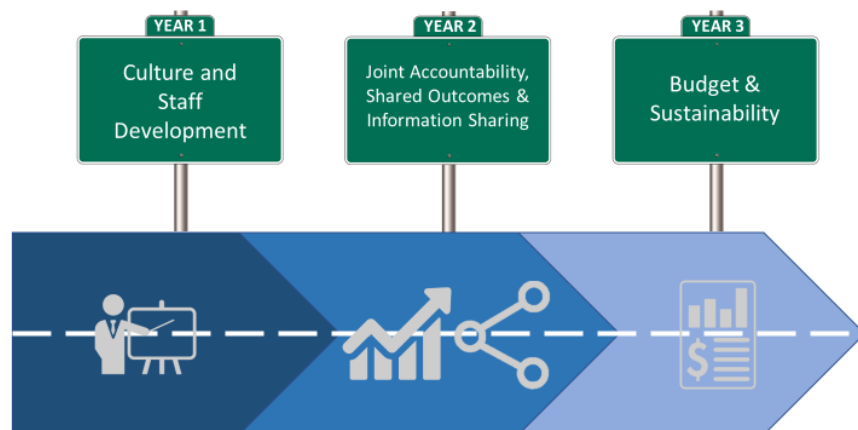 YEAR 1
Culture and
Staff
Development
YEAR 2
Joint Accountability,
Shared Outcomes &
Information Sharing
YEAR 3
Budget &
Sustainability
$